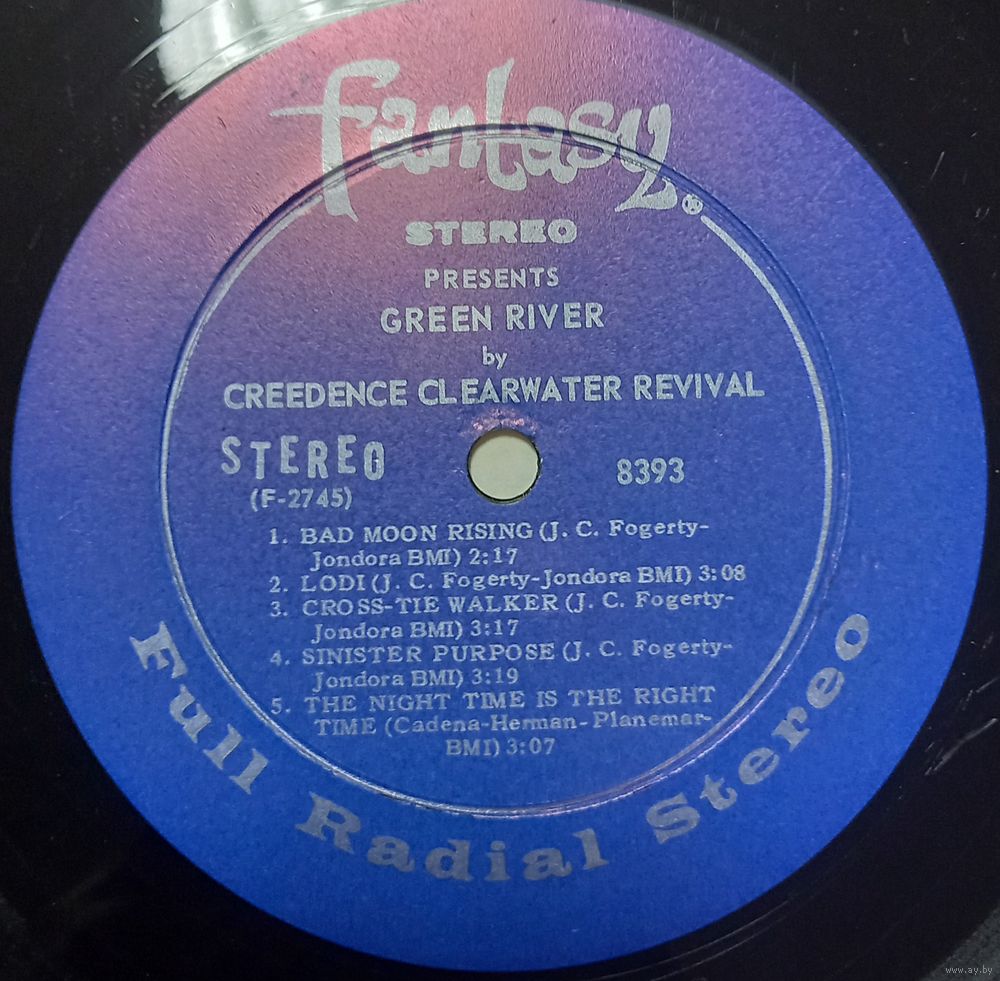 fantasy®
STEREO
PRESENTS
GREEN RIVER
by
CREEDENCE CLEARWATER REVIVAL
STEREO
8393
(F-2745)
1. BAD MOON RISING (J. C. Fogerty-
Jondora BMI) 2:17
2. LODI (J. C. Fogerty-Jondora BMI) 3:08
3. CROSS-TIE WALKER (J. C. Fogerty-
Jondora BMI) 3:17
4. SINISTER PURPOSE (J. C. Fogerty-
Jondora BMI) 3:19
5. THE NIGHT TIME IS THE RIGHT
TIME (Cadena-Herman-Planemar-
BMI) 3:07
Full Radial Stereo
www.ay.by